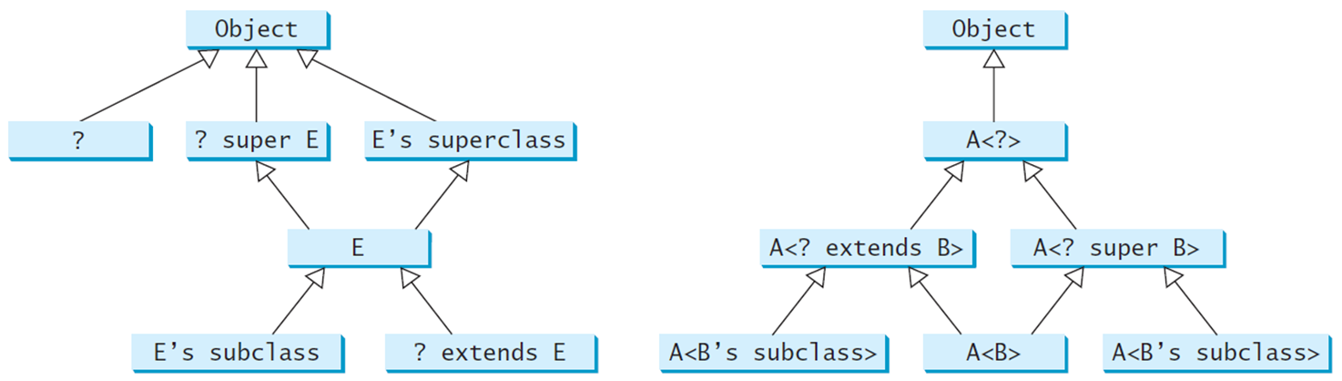 Object
Object
?
? super E
E’s superclass
A<?>
E
A<? extends B>
A<? super B>
E’s subclass
? extends E
A<B’s subclass>
A<B>
A<B’s subclass>